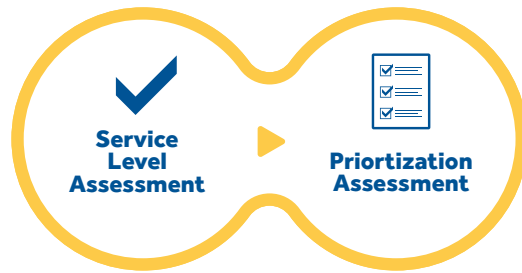 Service
Level
Assessment
Priortization
Assessment